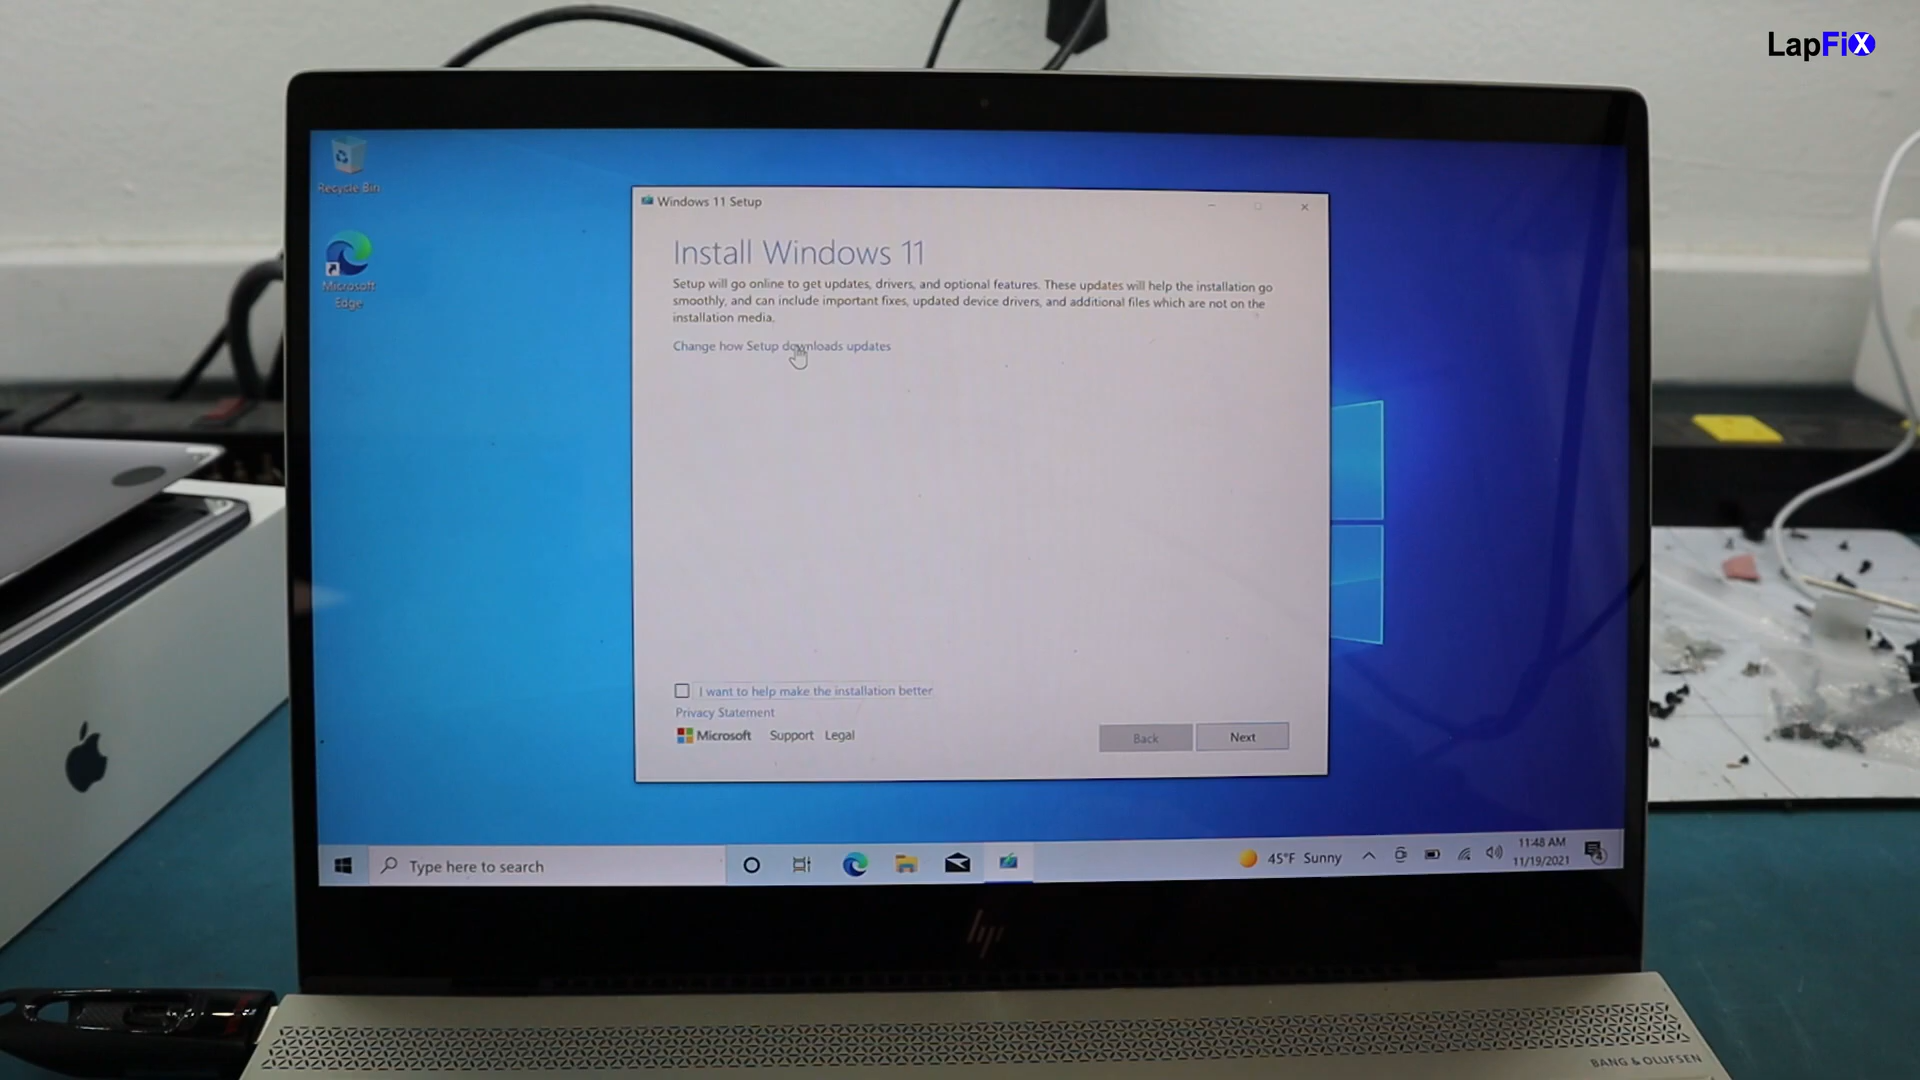 LapFiX
Recycle Bin
Microsoft
Edge
Windows 11 Setup
Install Windows 11
Setup will go online to get updates, drivers, and optional features. These updates will help the installation go
smoothly, and can include important fixes, updated device drivers, and additional files which are not on the
installation media.
Change how Setup downloads updates
I want to help make the installation better
Privacy Statement
Microsoft Support Legal
Back Next
Type here to search
45°F Sunny
11:48 AM
11/19/2021
4
hp
BANG & OLUFSEN